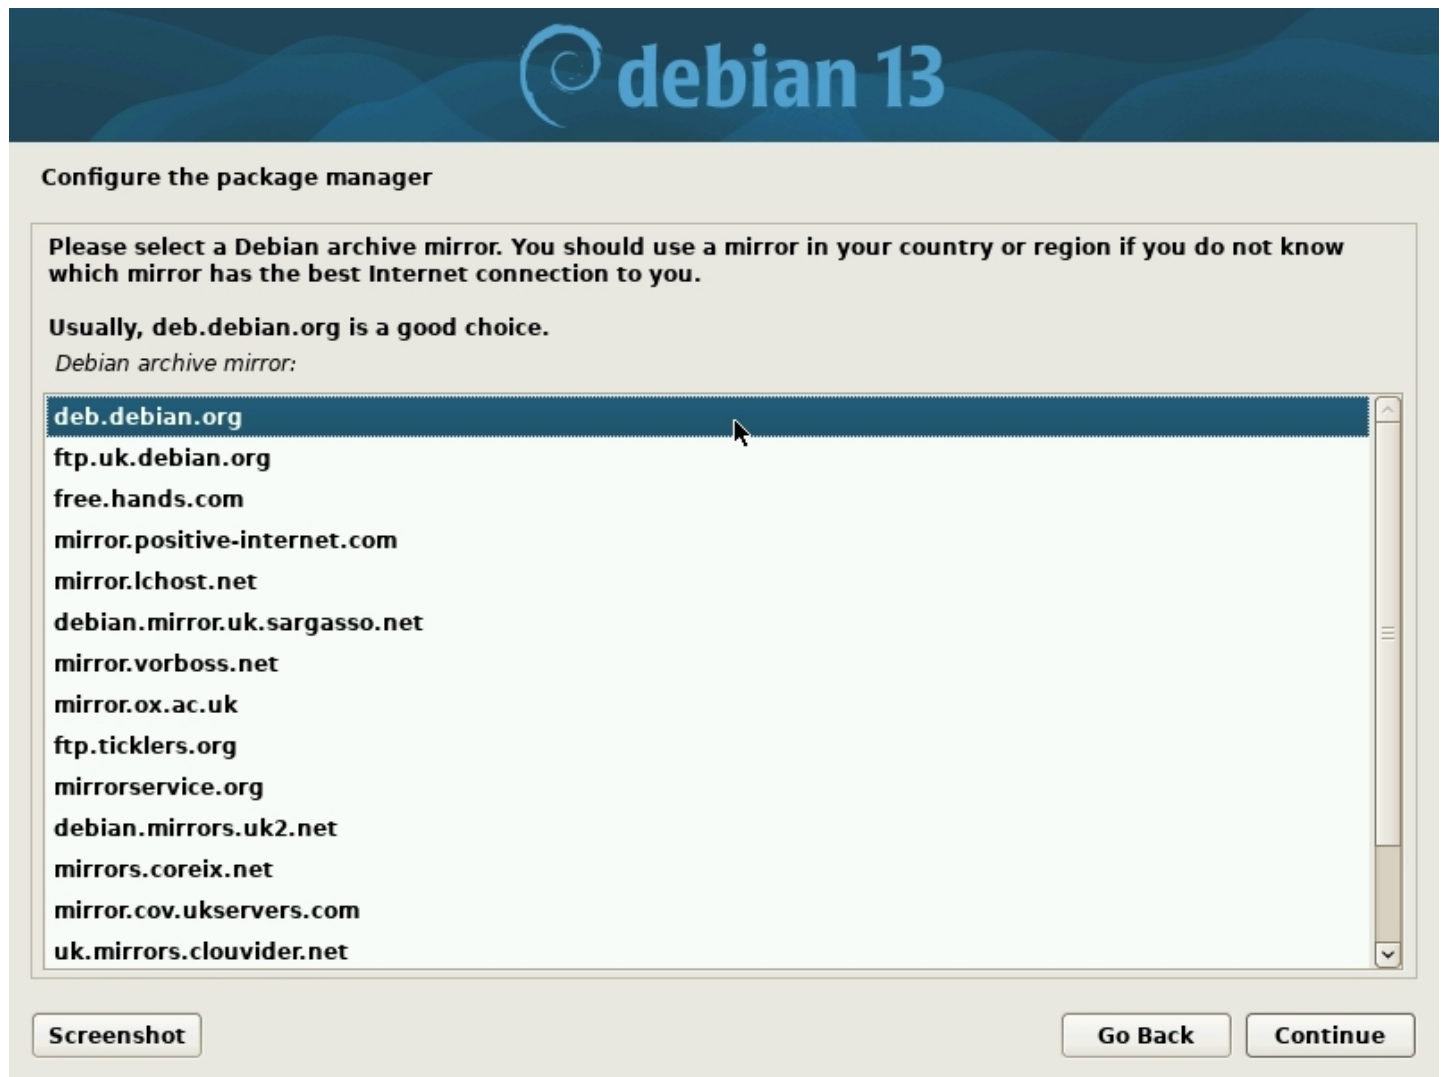 debian 13
Configure the package manager
Please select a Debian archive mirror. You should use a mirror in your country or region if you do not know
which mirror has the best Internet connection to you.
Usually, deb.debian.org is a good choice.
Debian archive mirror:
deb.debian.org
ftp.uk.debian.org
free.hands.com
mirror.positive-internet.com
mirror.lchost.net
debian.mirror.uk.sargasso.net
mirror.vorboss.net
mirror.ox.ac.uk
ftp.ticklers.org
mirrorservice.org
debian.mirrors.uk2.net
mirrors.coreix.net
mirror.cov.ukservers.com
uk.mirrors.clouvider.net
Screenshot Go Back Continue